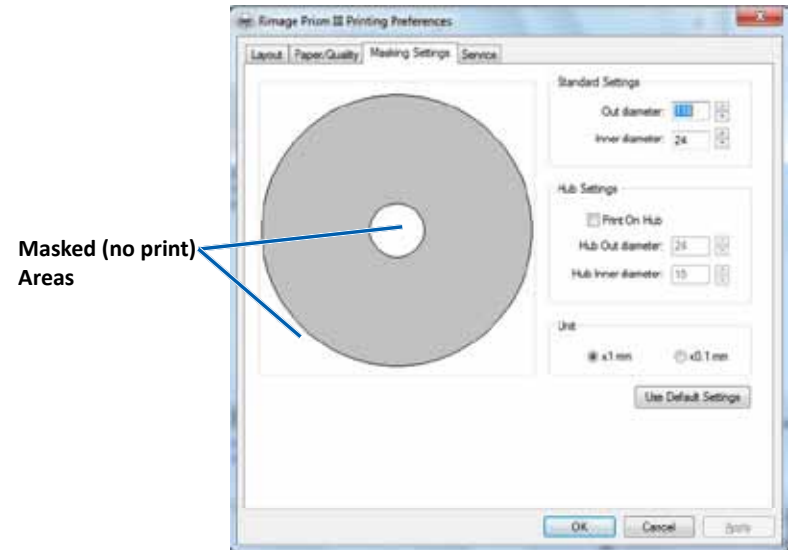 Rimage Prism III Printing Preferences
Layout Paper/Quality Masking Settings Service
Standard Settings
Out diameter:
Inner diameter: 24
Hub Settings
Print On Hub
Hub Out diameter: 24
Hub Inner diameter:
Unit
x1 mm x0.1 mm
Use Default Settings
Masked (no print)
Areas
OK Cancel Apply